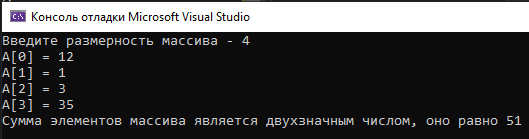 Консоль отладки Microsoft Visual Studio
Введите размерность массива - 4
A[0] = 12
A[1] = 1
A[2] = 3
A[3] = 35
Сумма элементов массива является двухзначным числом, оно равно 51